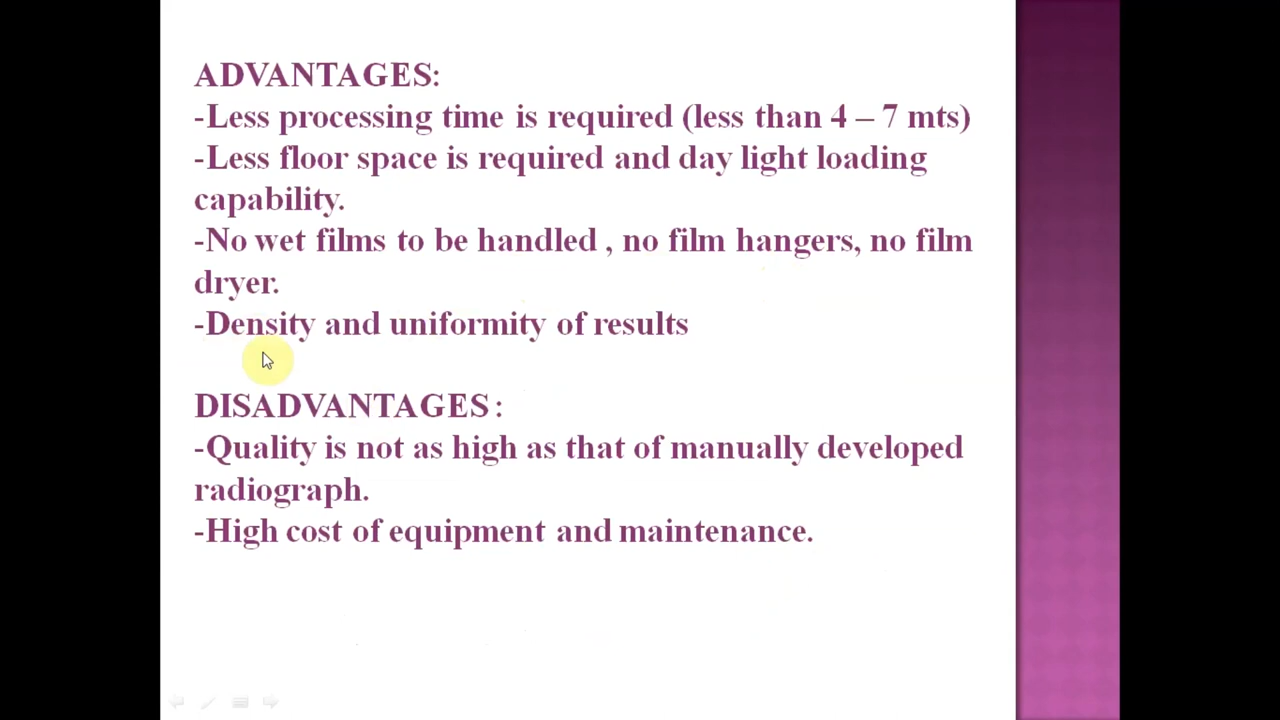 ADVANTAGES:
-Less processing time is required (less than 4 – 7 mts)
-Less floor space is required and day light loading
capability.
-No wet films to be handled , no film hangers, no film
dryer.
-Density and uniformity of results
DISADVANTAGES :
-Quality is not as high as that of manually developed
radiograph.
-High cost of equipment and maintenance.